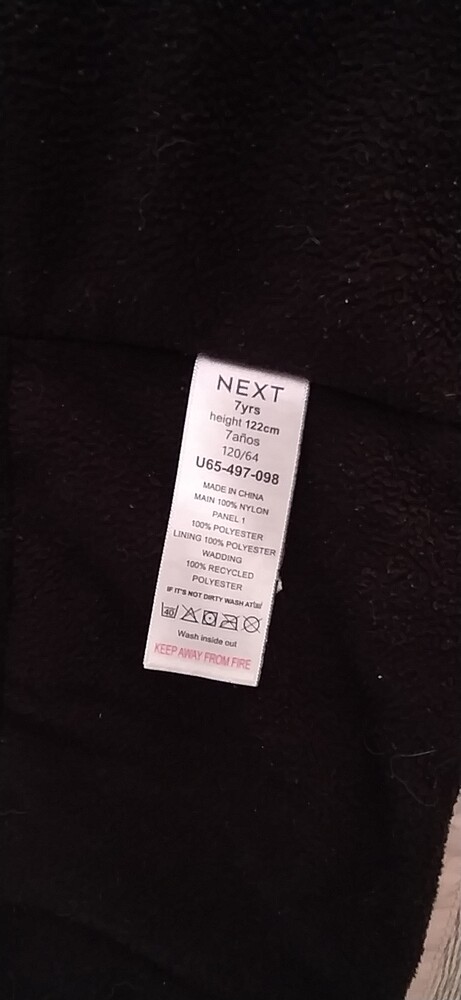 NEXT
7yrs
height 122cm
7años
120/64
U65-497-098
MADE IN CHINA
MAIN 100% NYLON
PANEL 1
100% POLYESTER
LINING 100% POLYESTER
WADDING
100% RECYCLED
POLYESTER
IF IT'S NOT DIRTY WASH AT
40
Wash inside out
KEEP AWAY FROM FIRE